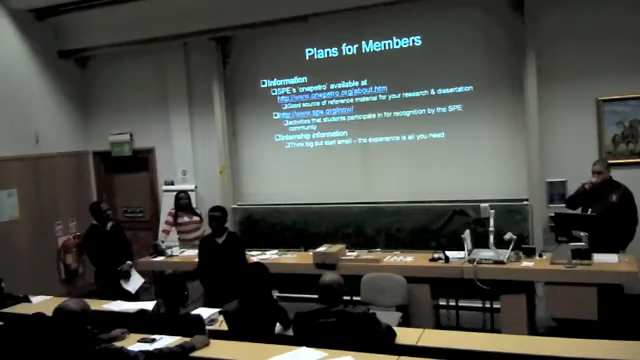 Plans for Members
Information
SPE's 'onepetro' available at
http://www.onepetro.org/about.htm
Good source of reference material for your research & dissertation
http://www.spe.org/now/
activities that students participate in for recognition by the SPE
community
Internship information
Think big but start small – the experience is all you need